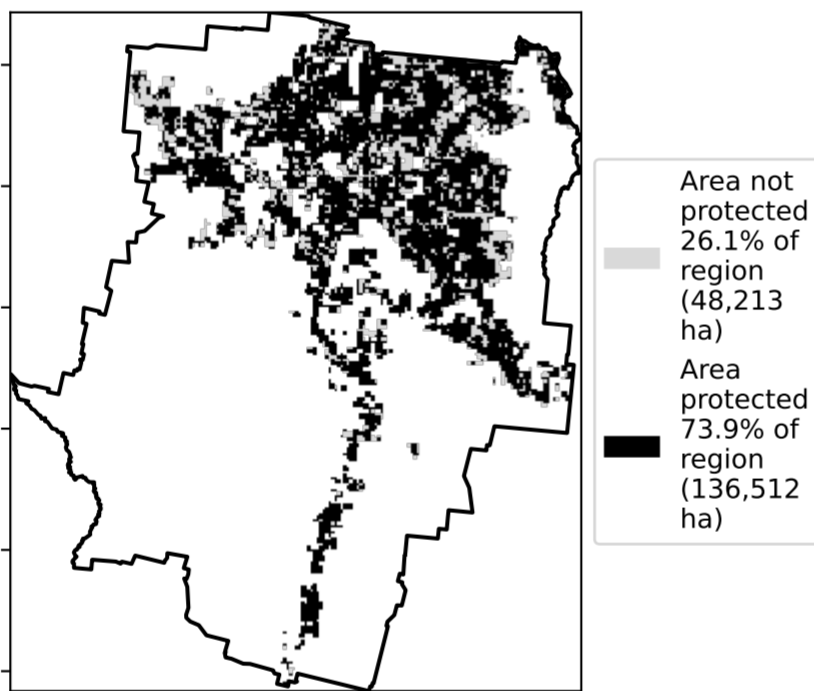 Area not
protected
26.1% of
region
(48,213
ha)
Area
protected
73.9% of
region
(136,512
ha)